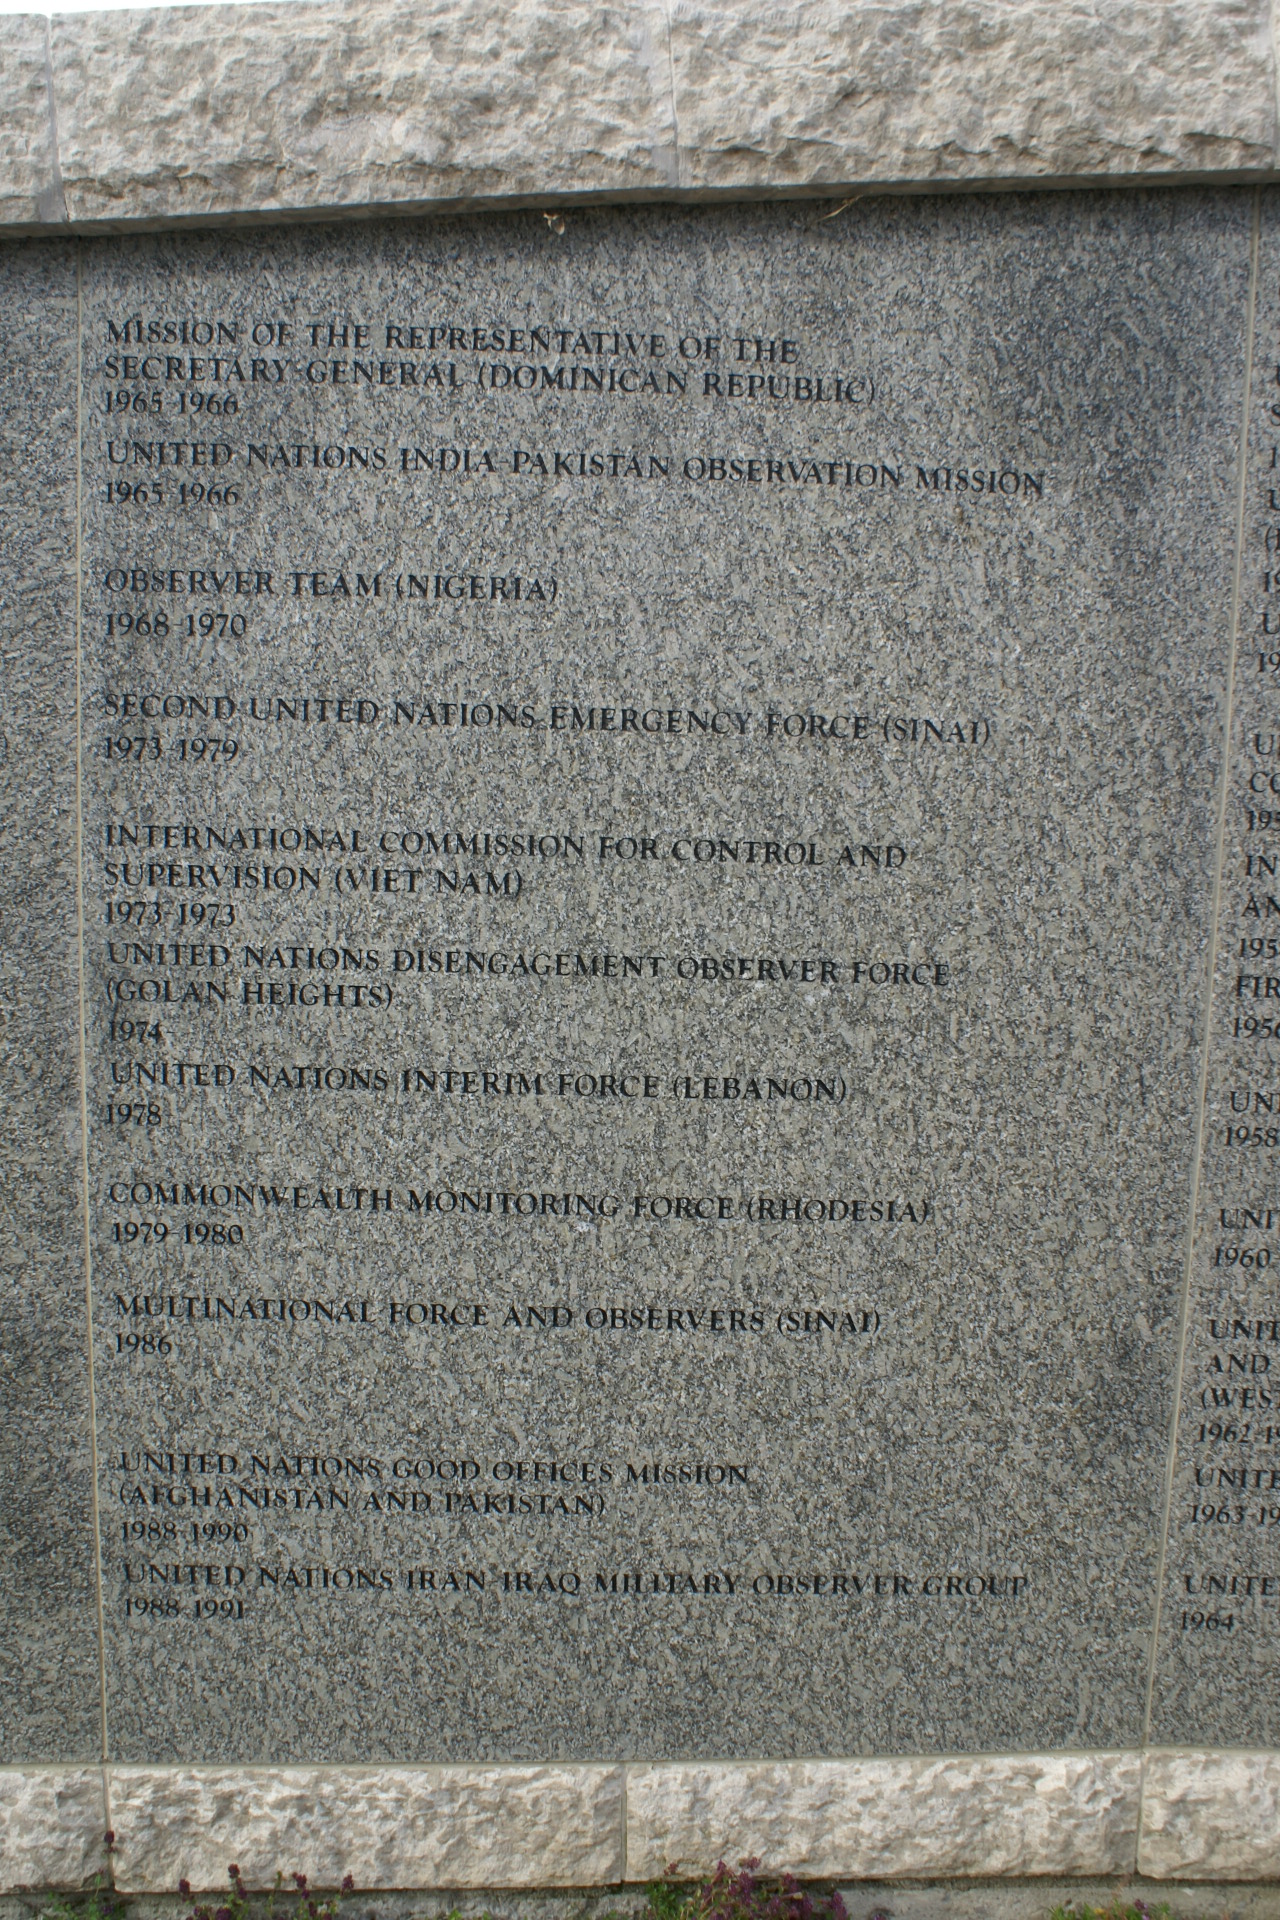 MISSION OF THE REPRESENTATIVE OF THE
SECRETARY-GENERAL (DOMINICAN REPUBLIC)
1965-1966
UNITED NATIONS INDIA-PAKISTAN OBSERVATION MISSION
1965-1966
OBSERVER TEAM (NIGERIA)
1968-1970
SECOND UNITED NATIONS EMERGENCY FORCE (SINAI)
1973-1979
INTERNATIONAL COMMISSION FOR CONTROL AND
SUPERVISION (VIET NAM)
1973-1973
UNITED NATIONS DISENGAGEMENT OBSERVER FORCE
(GOLAN HEIGHTS)
1974-
UNITED NATIONS INTERIM FORCE (LEBANON)
1978
COMMONWEALTH MONITORING FORCE (RHODESIA)
1979-1980
MULTINATIONAL FORCE AND OBSERVERS (SINAI)
1986
UNITED NATIONS GOOD OFFICES MISSION
(AFGHANISTAN AND PAKISTAN)
1988-1990
UNITED NATIONS IRAN-IRAQ MILITARY OBSERVER GROUP
1988-1991
AND
1964